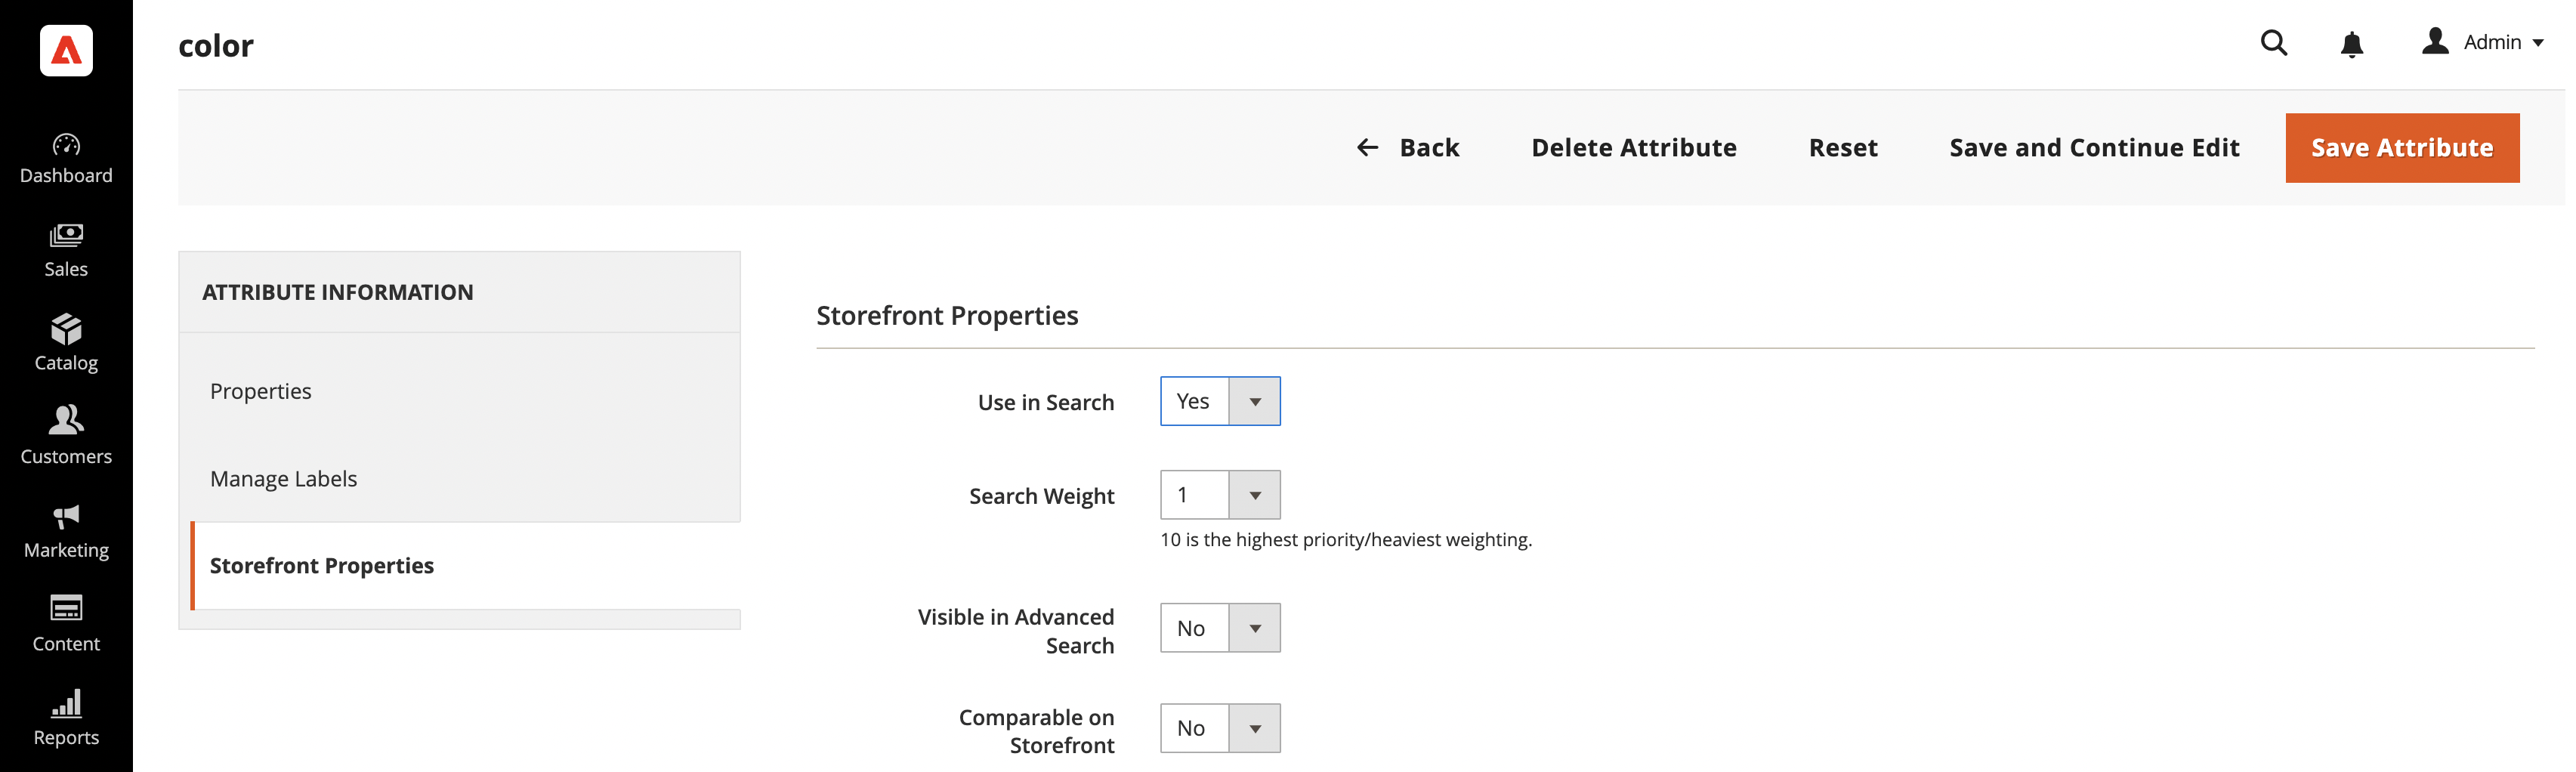 color
Admin
Back
Delete Attribute
Reset
Save and Continue Edit
Save Attribute
Dashboard
Sales
Catalog
Customers
Marketing
Content
Reports
ATTRIBUTE INFORMATION
Properties
Manage Labels
Storefront Properties
Storefront Properties
Use in Search
Yes
Search Weight
1
10 is the highest priority/heaviest weighting.
Visible in Advanced
Search
No
Comparable on
Storefront
No